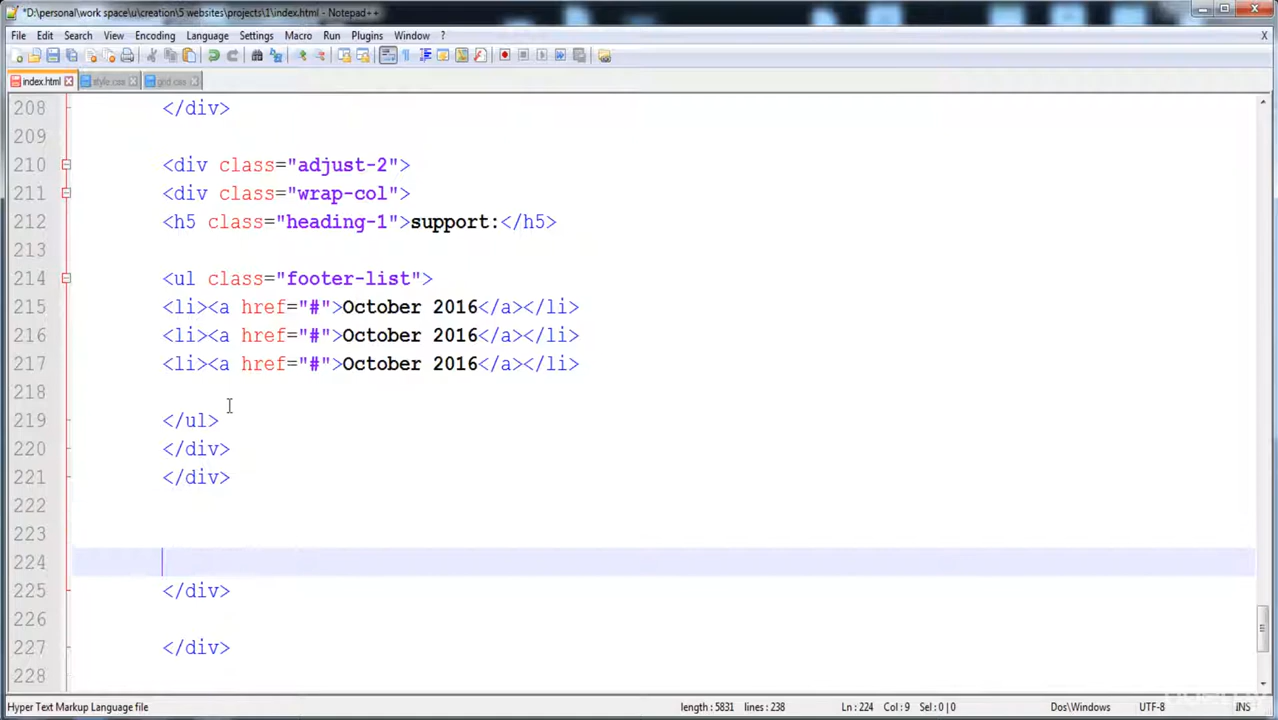 *D:\personal\work space\u\creation\5 websites\projects\1\index.html - Notepad++
File Edit Search View Encoding Language Settings Macro Run Plugins Window ? X
index.html style.css grid.css
208 </div>
209
210 <div class="adjust-2">
211 <div class="wrap-col">
212 <h5 class="heading-1">support:</h5>
213
214 <ul class="footer-list">
215 <li><a href="#">October 2016</a></li>
216 <li><a href="#">October 2016</a></li>
217 <li><a href="#">October 2016</a></li>
218
219 </ul>
220 </div>
221 </div>
222
223
224
225 </div>
226
227 </div>
228
Hyper Text Markup Language file length : 5831 lines : 238 Ln : 224 Col : 9 Sel : 0 | 0 Dos\Windows UTF-8 INS